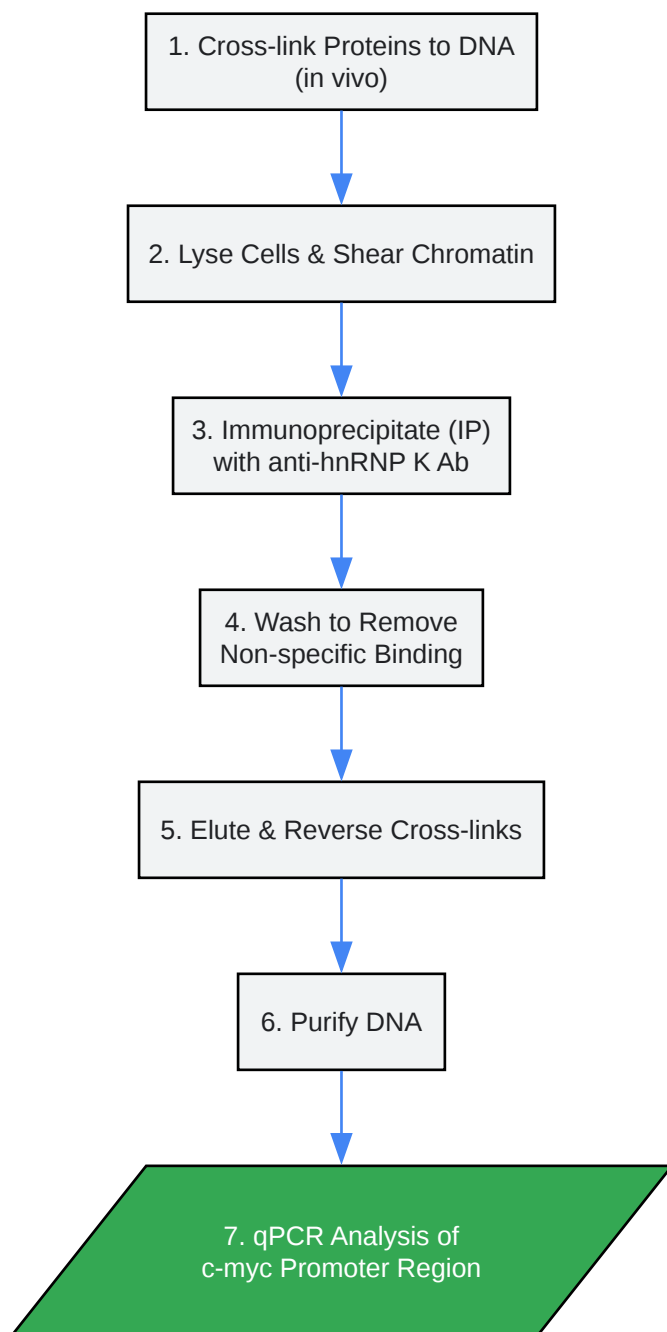 1. Cross-link Proteins to DNA
(in vivo)
2. Lyse Cells & Shear Chromatin
3. Immunoprecipitate (IP)
with anti-hnRNP K Ab
4. Wash to Remove
Non-specific Binding
5. Elute & Reverse Cross-links
6. Purify DNA
7. qPCR Analysis of
c-myc Promoter Region